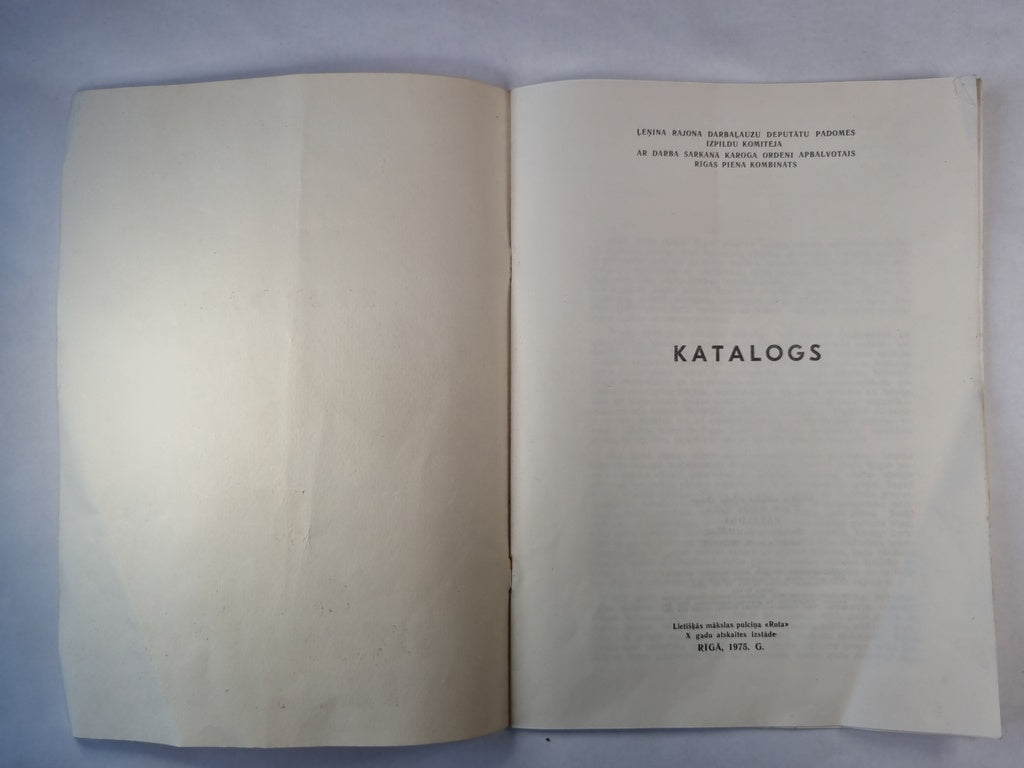 ĻEŅINA RAJONA DARBAĻAUŽU DEPUTĀTU PADOMES
IZPILDU KOMITEJA
AR DARBA SARKANĀ KAROGA ORDENI APBALVOTAIS
RĪGAS PIENA KOMBINĀTS
KATALOGS
Lietišķās mākslas pulciņa «Rota»
X gadu atskaites izstāde
RĪGĀ, 1975. G.